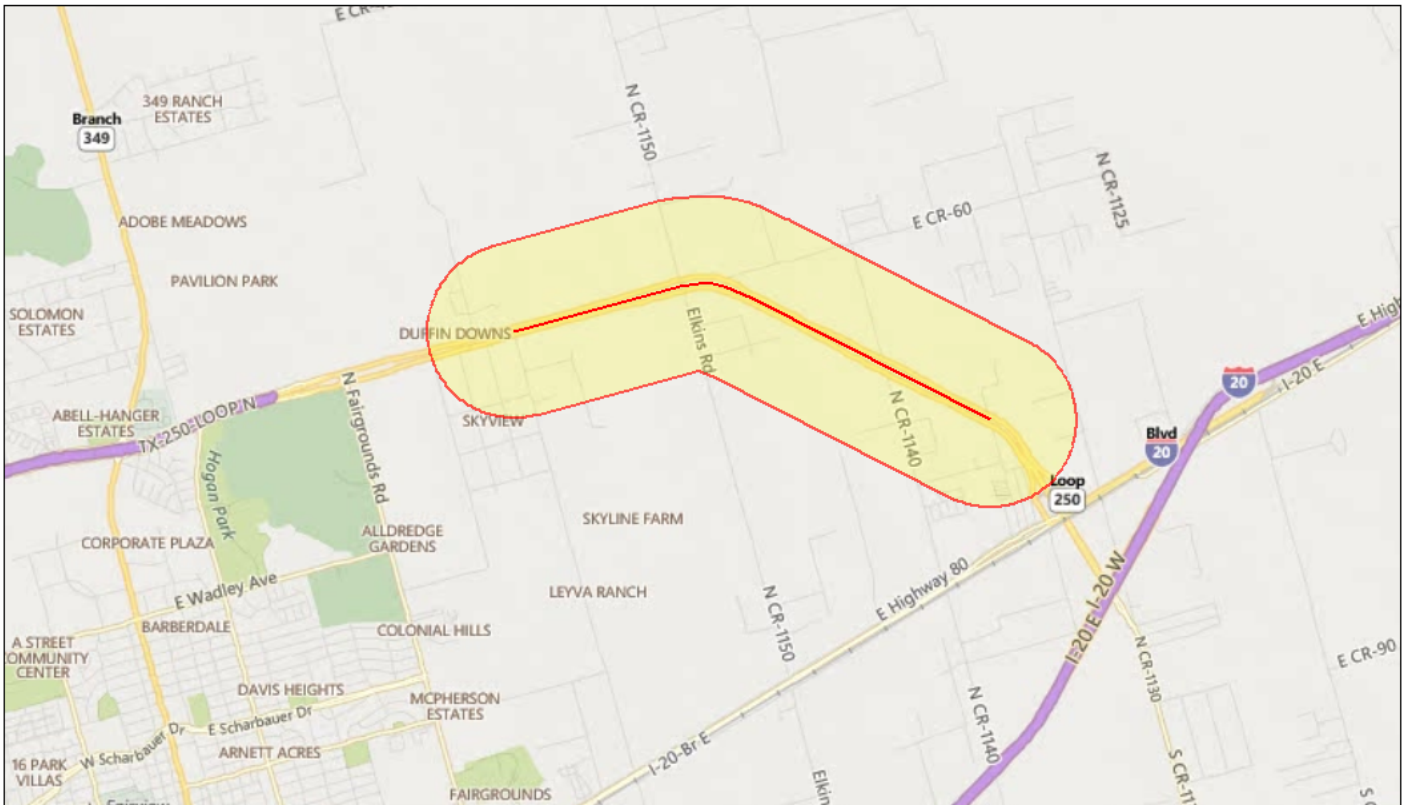 Branch
349
349 RANCH
ESTATES
N CR-1150
N CR-1125
ADOBE MEADOWS
E CR-60
PAVILION PARK
SOLOMON
ESTATES
DUFFIN DOWNS
Elkins Rd
E High
I-20 E
20
N Fairgrounds Rd
ABELL-HANGER
ESTATES
TX-250-LOOP N
SKYVIEW
N CR-1140
Blvd
20
Loop
250
Hogan Park
SKYLINE FARM
ALLDREDGE
GARDENS
CORPORATE PLAZA
E Wadley Ave
LEYVA RANCH
E Highway 80
I-20 E I-20 W
BARBERDALE
COLONIAL HILLS
N CR-1150
A STREET
COMMUNITY
CENTER
N CR-1130
E CR-90
DAVIS HEIGHTS
MCPHERSON
ESTATES
E Scharbauer Dr
W Scharbauer Dr
N CR-1140
ARNETT ACRES
I-20-Br E
16 PARK
VILLAS
FAIRGROUNDS